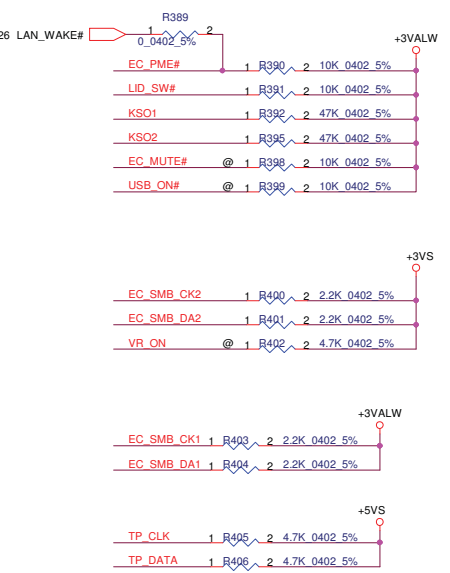 R389
26 LAN_WAKE# 1 2
0_0402_5%
+3VALW
EC_PME# 1 R390 2 10K_0402_5%
LID_SW# 1 R391 2 10K_0402_5%
KSO1 1 R392 2 47K_0402_5%
KSO2 1 R395 2 47K_0402_5%
EC_MUTE# @ 1 R398 2 10K_0402_5%
USB_ON# @ 1 R399 2 10K_0402_5%
+3VS
EC_SMB_CK2 1 R400 2 2.2K_0402_5%
EC_SMB_DA2 1 R401 2 2.2K_0402_5%
VR_ON @ 1 R402 2 4.7K_0402_5%
+3VALW
EC_SMB_CK1 1 R403 2 2.2K_0402_5%
EC_SMB_DA1 1 R404 2 2.2K_0402_5%
+5VS
TP_CLK 1 R405 2 4.7K_0402_5%
TP_DATA 1 R406 2 4.7K_0402_5%